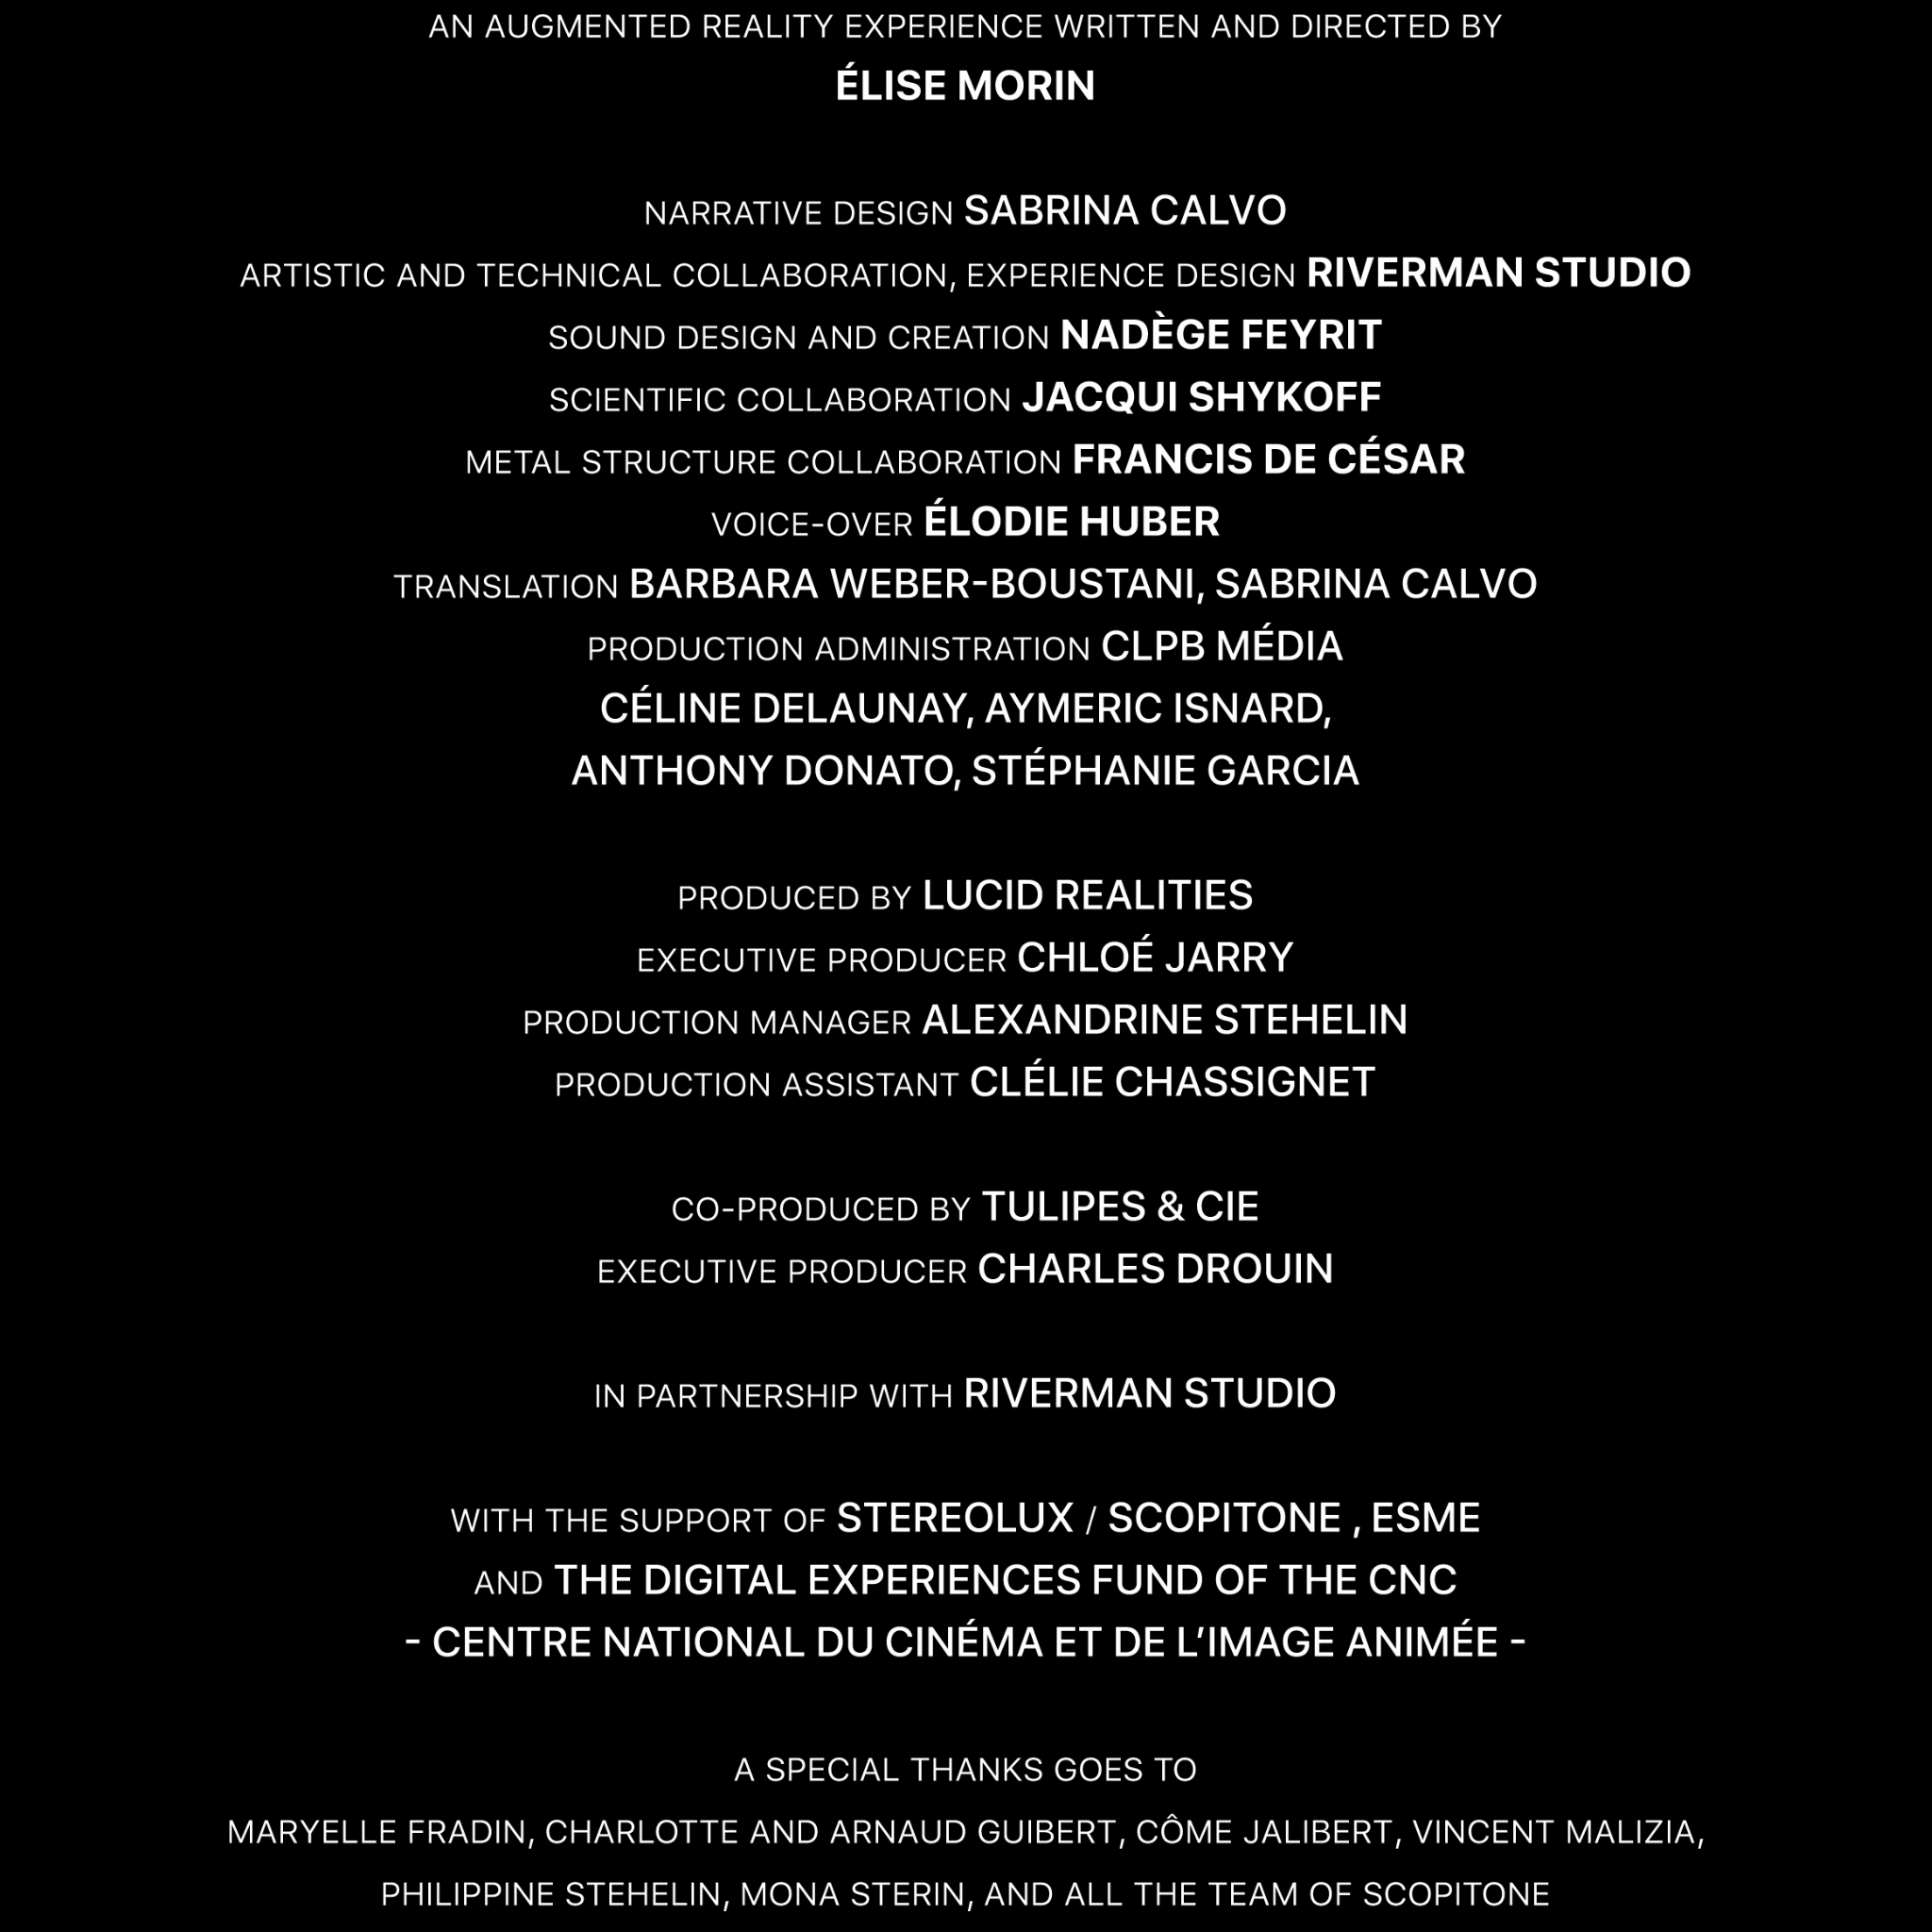 AN AUGMENTED REALITY EXPERIENCE WRITTEN AND DIRECTED BY
ÉLISE MORIN
NARRATIVE DESIGN SABRINA CALVO
ARTISTIC AND TECHNICAL COLLABORATION, EXPERIENCE DESIGN RIVERMAN STUDIO
SOUND DESIGN AND CREATION NADÈGE FEYRIT
SCIENTIFIC COLLABORATION JACQUI SHYKOFF
METAL STRUCTURE COLLABORATION FRANCIS DE CÉSAR
VOICE-OVER ÉLODIE HUBER
TRANSLATION BARBARA WEBER-BOUSTANI, SABRINA CALVO
PRODUCTION ADMINISTRATION CLPB MÉDIA
CÉLINE DELAUNAY, AYMERIC ISNARD,
ANTHONY DONATO, STÉPHANIE GARCIA
PRODUCED BY LUCID REALITIES
EXECUTIVE PRODUCER CHLOÉ JARRY
PRODUCTION MANAGER ALEXANDRINE STEHELIN
PRODUCTION ASSISTANT CLÉLIE CHASSIGNET
CO-PRODUCED BY TULIPES & CIE
EXECUTIVE PRODUCER CHARLES DROUIN
IN PARTNERSHIP WITH RIVERMAN STUDIO
WITH THE SUPPORT OF STEREOLUX / SCOPITONE , ESME
AND THE DIGITAL EXPERIENCES FUND OF THE CNC
- CENTRE NATIONAL DU CINÉMA ET DE L’IMAGE ANIMÉE -
A SPECIAL THANKS GOES TO
MARYELLE FRADIN, CHARLOTTE AND ARNAUD GUIBERT, CÔME JALIBERT, VINCENT MALIZIA,
PHILIPPINE STEHELIN, MONA STERIN, AND ALL THE TEAM OF SCOPITONE